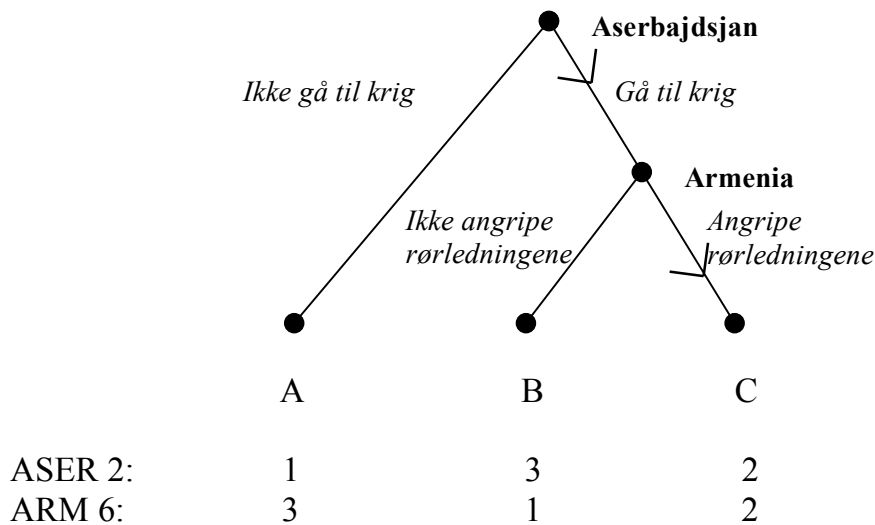 Aserbajdsjan
Ikke gå til krig
Gå til krig
Armenia
Ikke angripe
rørledningene
Angripe
rørledningene
A B C
ASER 2: 1 3 2
ARM 6: 3 1 2